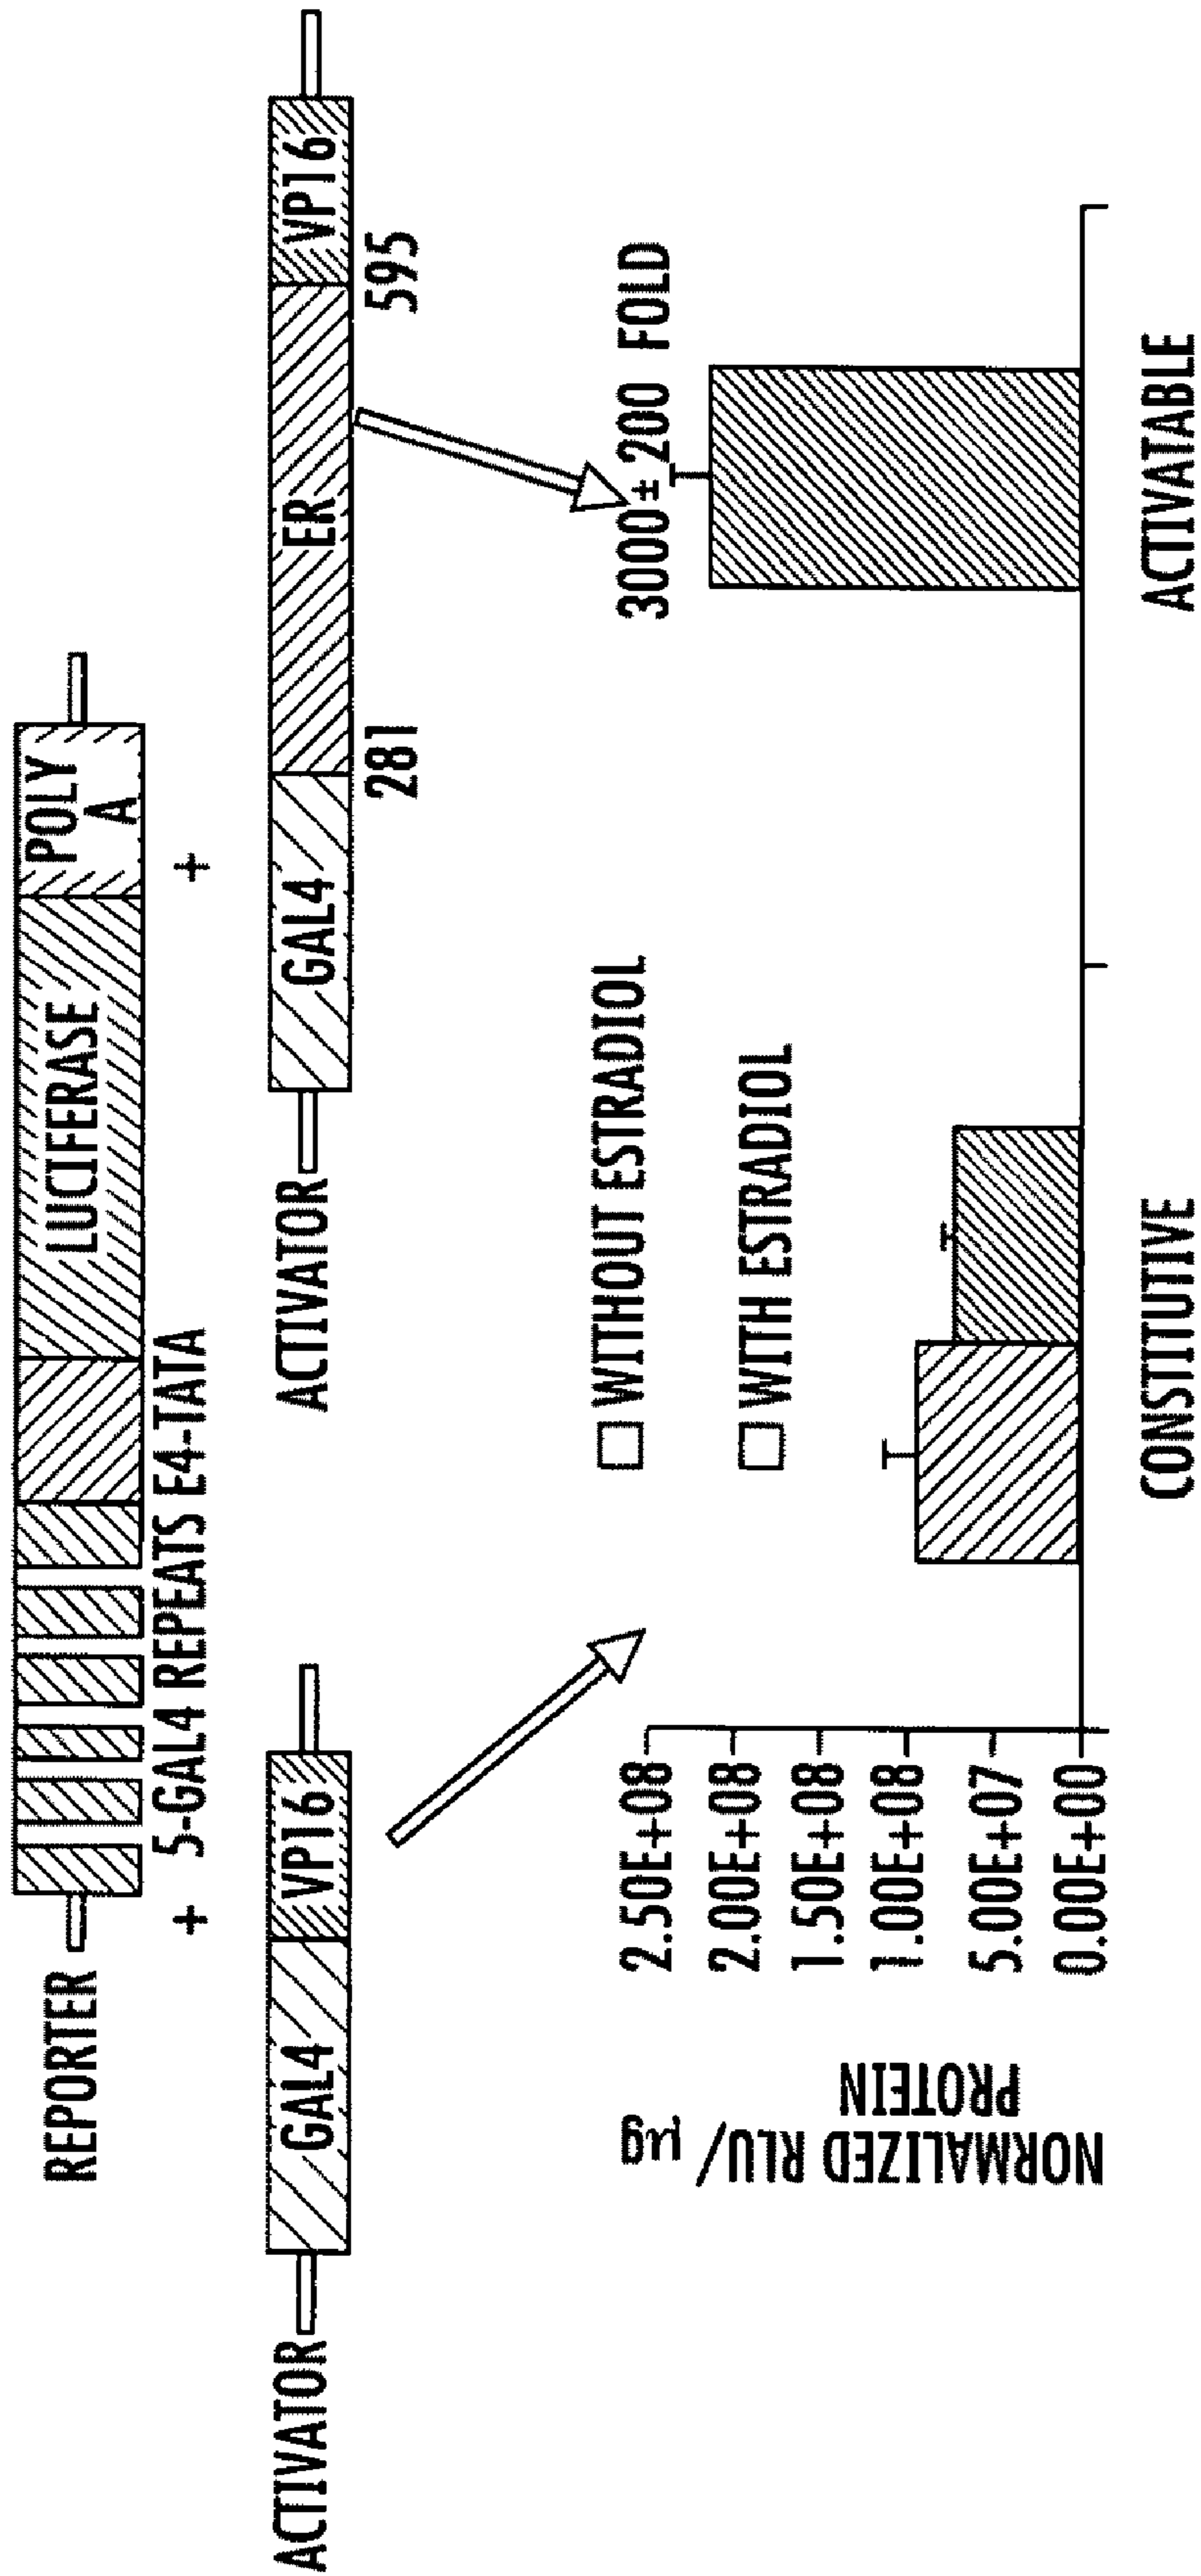 REPORTER
LUCIFERASE
POLY
A
+ 5-GAL4 REPEATS E4-TATA
+
ACTIVATOR
GAL4
VP16
ACTIVATOR
GAL4
ER
VP16
281
595
WITHOUT ESTRADIOL
WITH ESTRADIOL
3000± 200 FOLD
NORMALIZED RLU/ μg
PROTEIN
2.50E+08
2.00E+08
1.50E+08
1.00E+08
5.00E+07
0.00E+00
CONSTITUTIVE
ACTIVATABLE